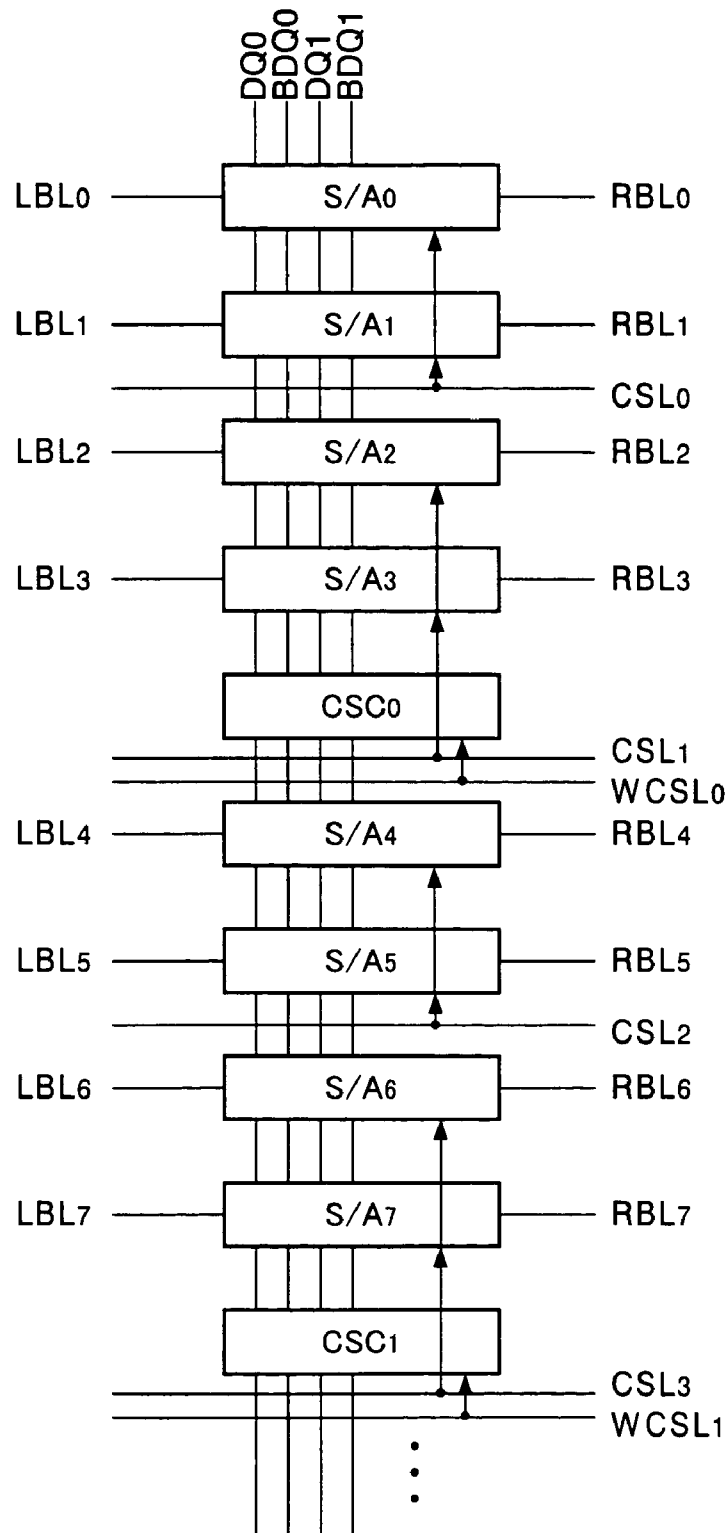 DQ0
BDQ0
DQ1
BDQ1
LBL0 S/A0 RBL0
LBL1 S/A1 RBL1
CSL0
LBL2 S/A2 RBL2
LBL3 S/A3 RBL3
CSC0
CSL1
WCSL0
LBL4 S/A4 RBL4
LBL5 S/A5 RBL5
CSL2
LBL6 S/A6 RBL6
LBL7 S/A7 RBL7
CSC1
CSL3
WCSL1